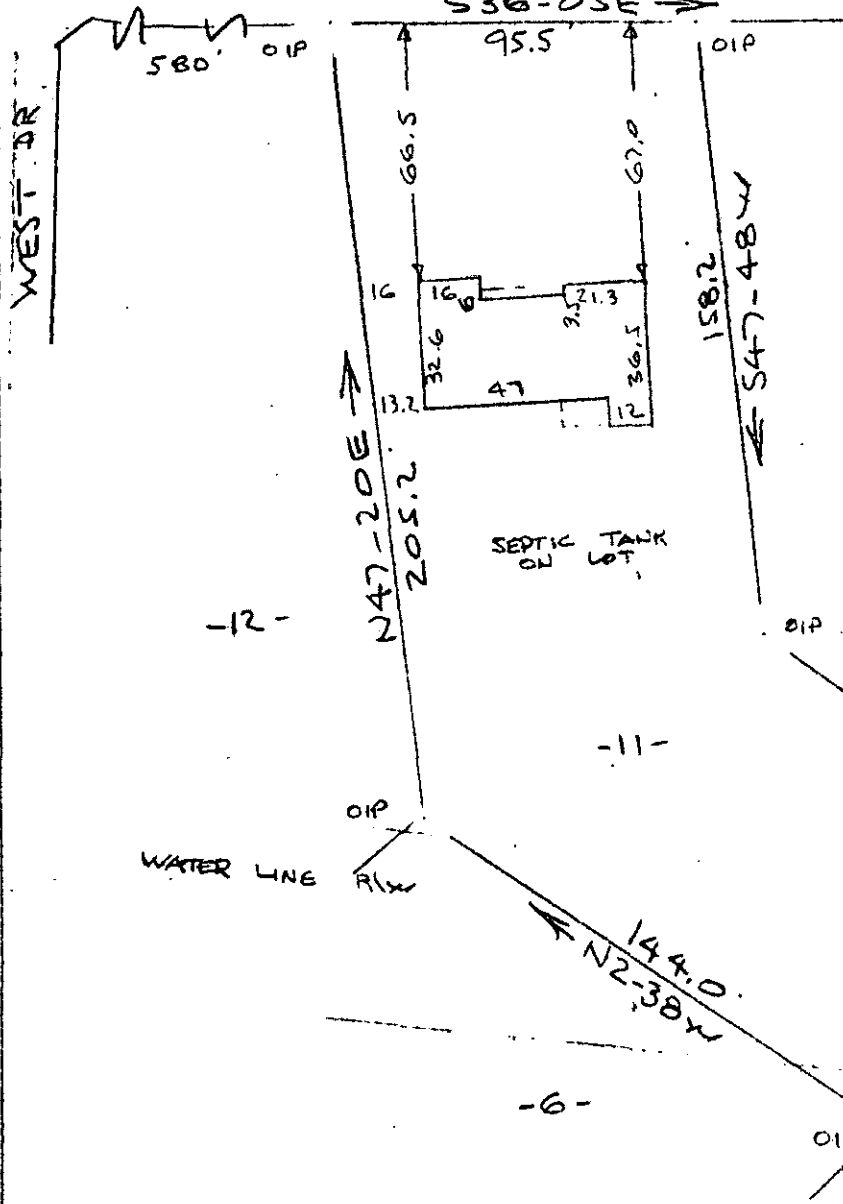 S36-05E
580'
OIP
95.5'
OIP
WEST DR.
66.5
67.0
158.2
S47-48W
16
16
6
3.5
21.3
32.6
36.5
13.2
47
12
N47-20E
205.2
SEPTIC TANK
ON LOT
-12-
OIP
-11-
OIP
WATER LINE R/W
144.0
N2-38W
-6-